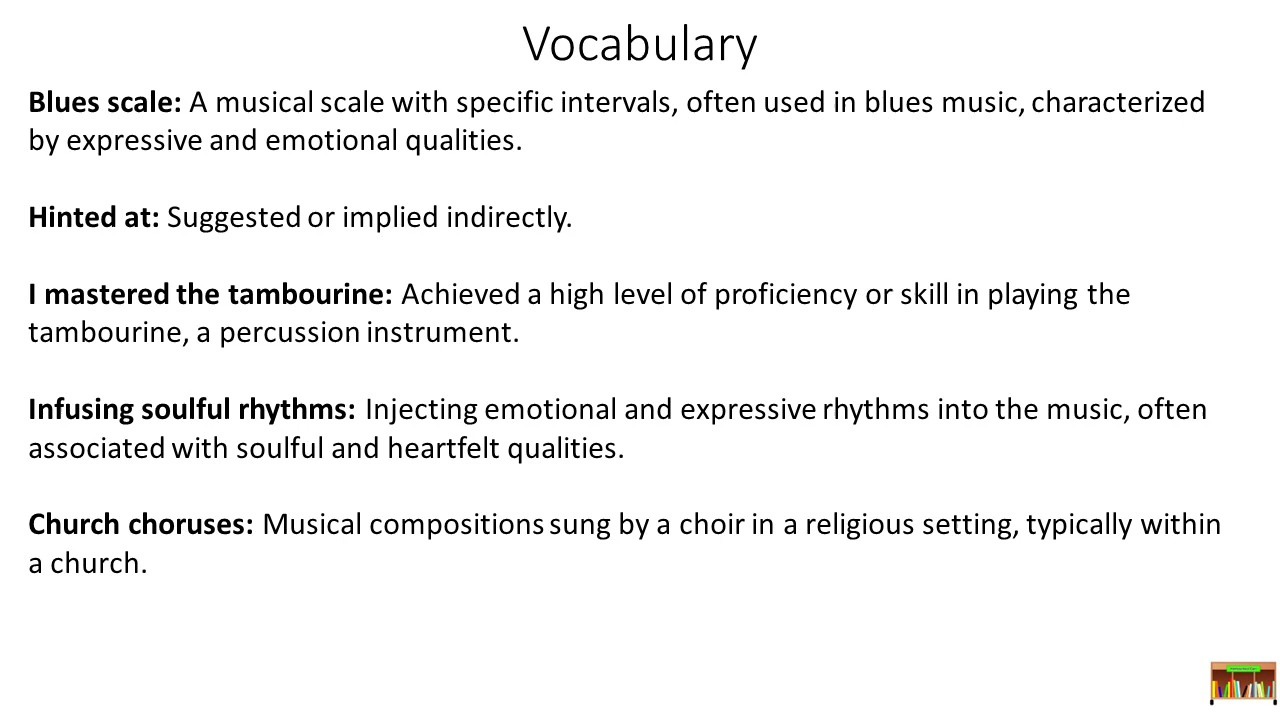 Vocabulary
Blues scale: A musical scale with specific intervals, often used in blues music, characterized
by expressive and emotional qualities.
Hinted at: Suggested or implied indirectly.
I mastered the tambourine: Achieved a high level of proficiency or skill in playing the
tambourine, a percussion instrument.
Infusing soulful rhythms: Injecting emotional and expressive rhythms into the music, often
associated with soulful and heartfelt qualities.
Church choruses: Musical compositions sung by a choir in a religious setting, typically within
a church.